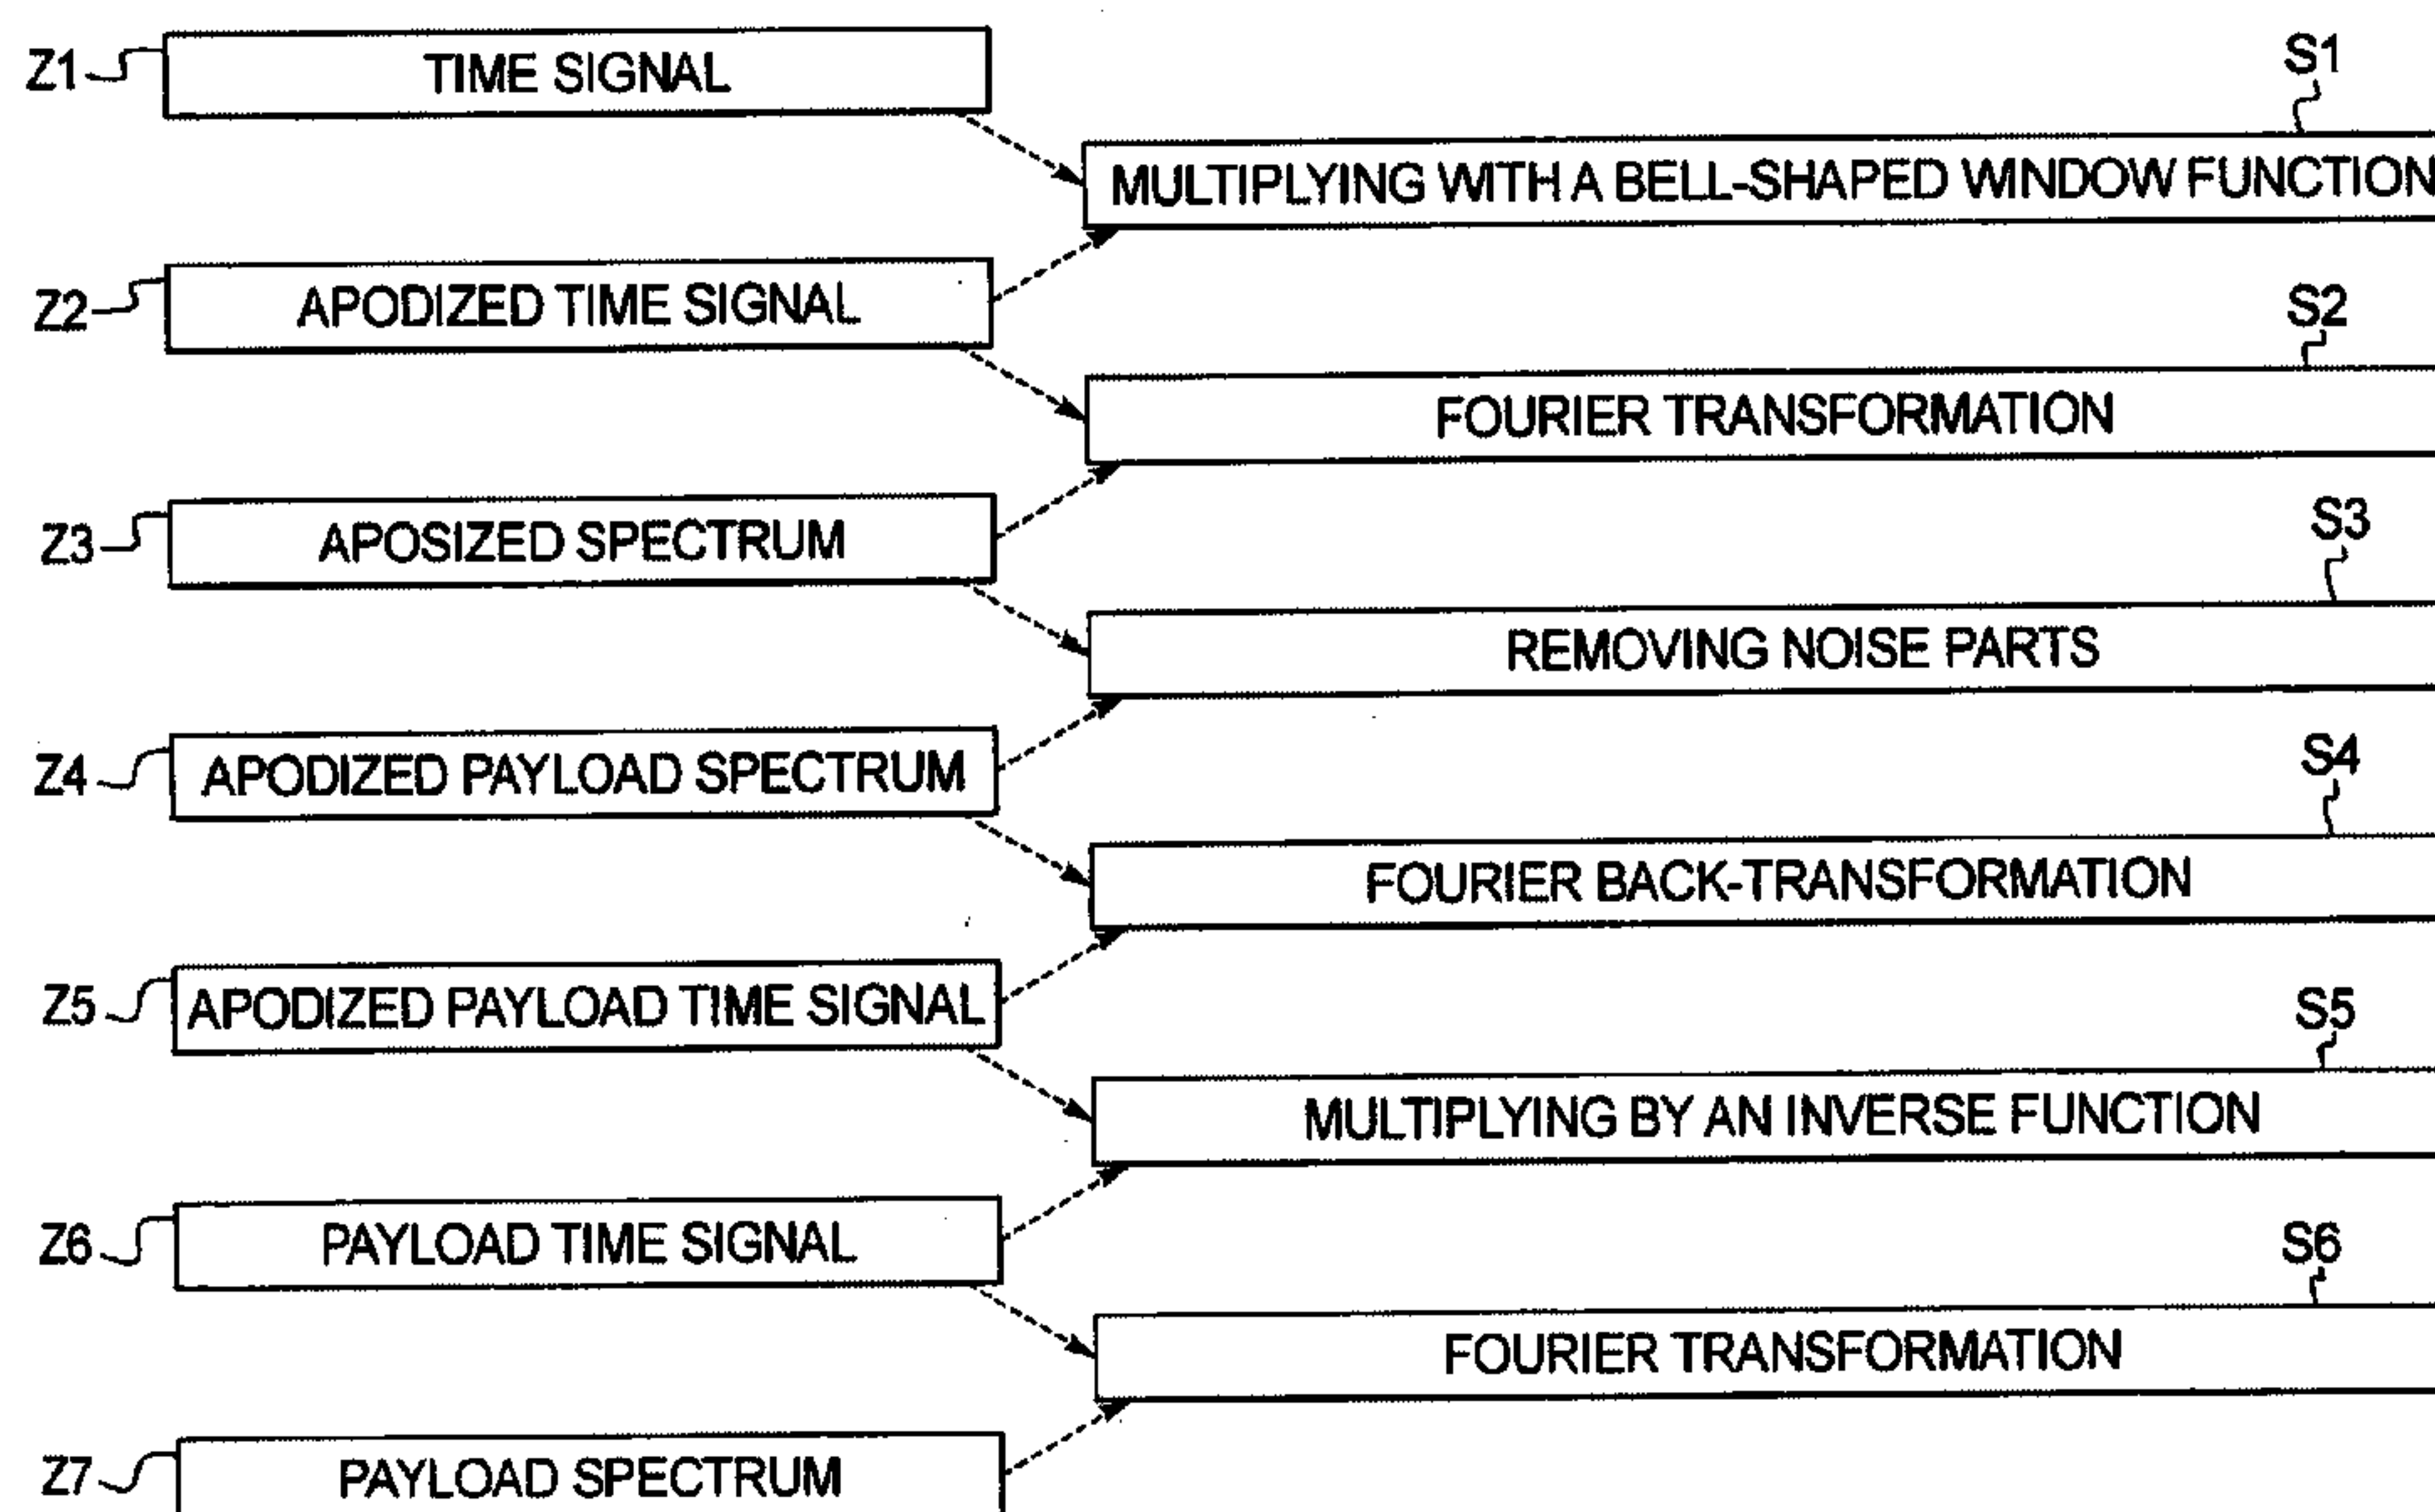 Z1 TIME SIGNAL
S1
MULTIPLYING WITH A BELL-SHAPED WINDOW FUNCTION
Z2 APODIZED TIME SIGNAL
S2
FOURIER TRANSFORMATION
Z3 APOSIZED SPECTRUM
S3
REMOVING NOISE PARTS
Z4 APODIZED PAYLOAD SPECTRUM
S4
FOURIER BACK-TRANSFORMATION
Z5 APODIZED PAYLOAD TIME SIGNAL
S5
MULTIPLYING BY AN INVERSE FUNCTION
Z6 PAYLOAD TIME SIGNAL
S6
FOURIER TRANSFORMATION
Z7 PAYLOAD SPECTRUM